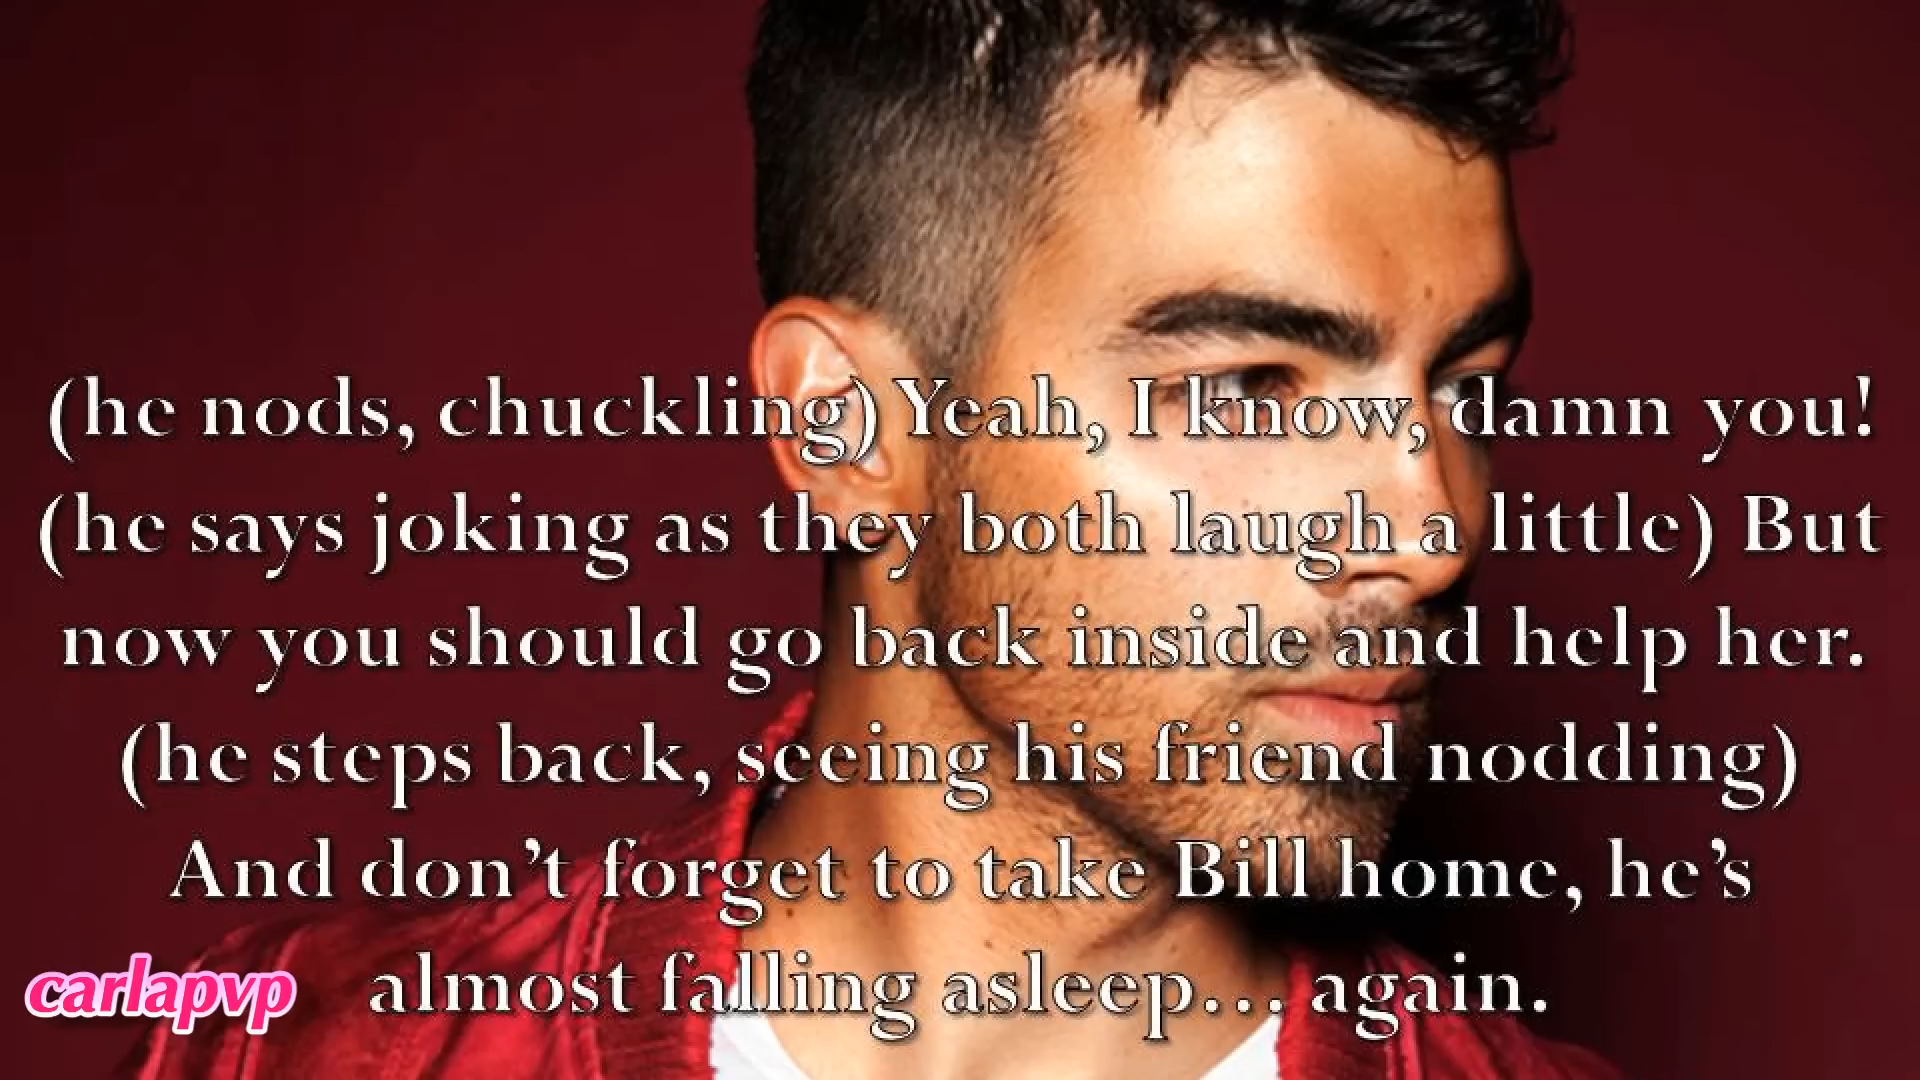 (he nods, chuckling) Yeah, I know, damn you!
(he says joking as they both laugh a little) But
now you should go back inside and help her.
(he steps back, seeing his friend nodding)
And don’t forget to take Bill home, he’s
almost falling asleep… again.
carlapvp